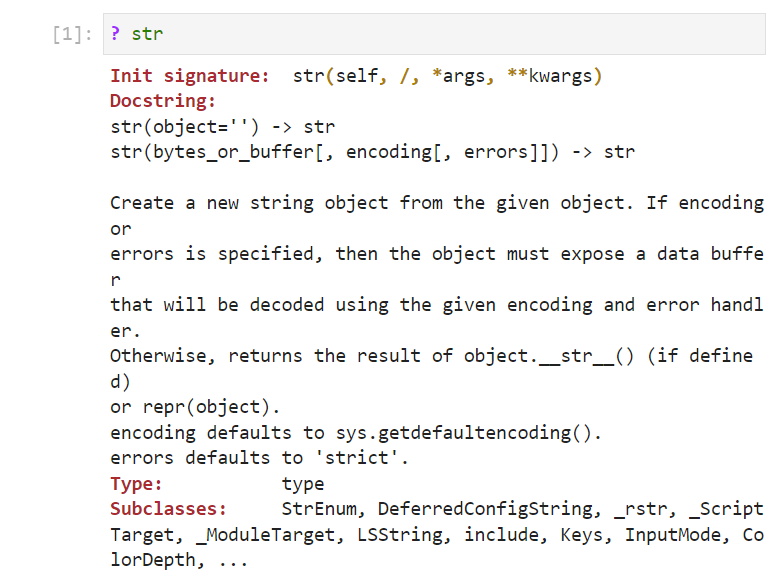 [1]: ? str
Init signature: str(self, /, *args, **kwargs)
Docstring:
str(object='') -> str
str(bytes_or_buffer[, encoding[, errors]]) -> str
Create a new string object from the given object. If encoding
or
errors is specified, then the object must expose a data buffe
r
that will be decoded using the given encoding and error handl
er.
Otherwise, returns the result of object.__str__() (if define
d)
or repr(object).
encoding defaults to sys.getdefaultencoding().
errors defaults to 'strict'.
Type: type
Subclasses: StrEnum, DeferredConfigString, _rstr, _Script
Target, _ModuleTarget, LSString, include, Keys, InputMode, Co
lorDepth, ...